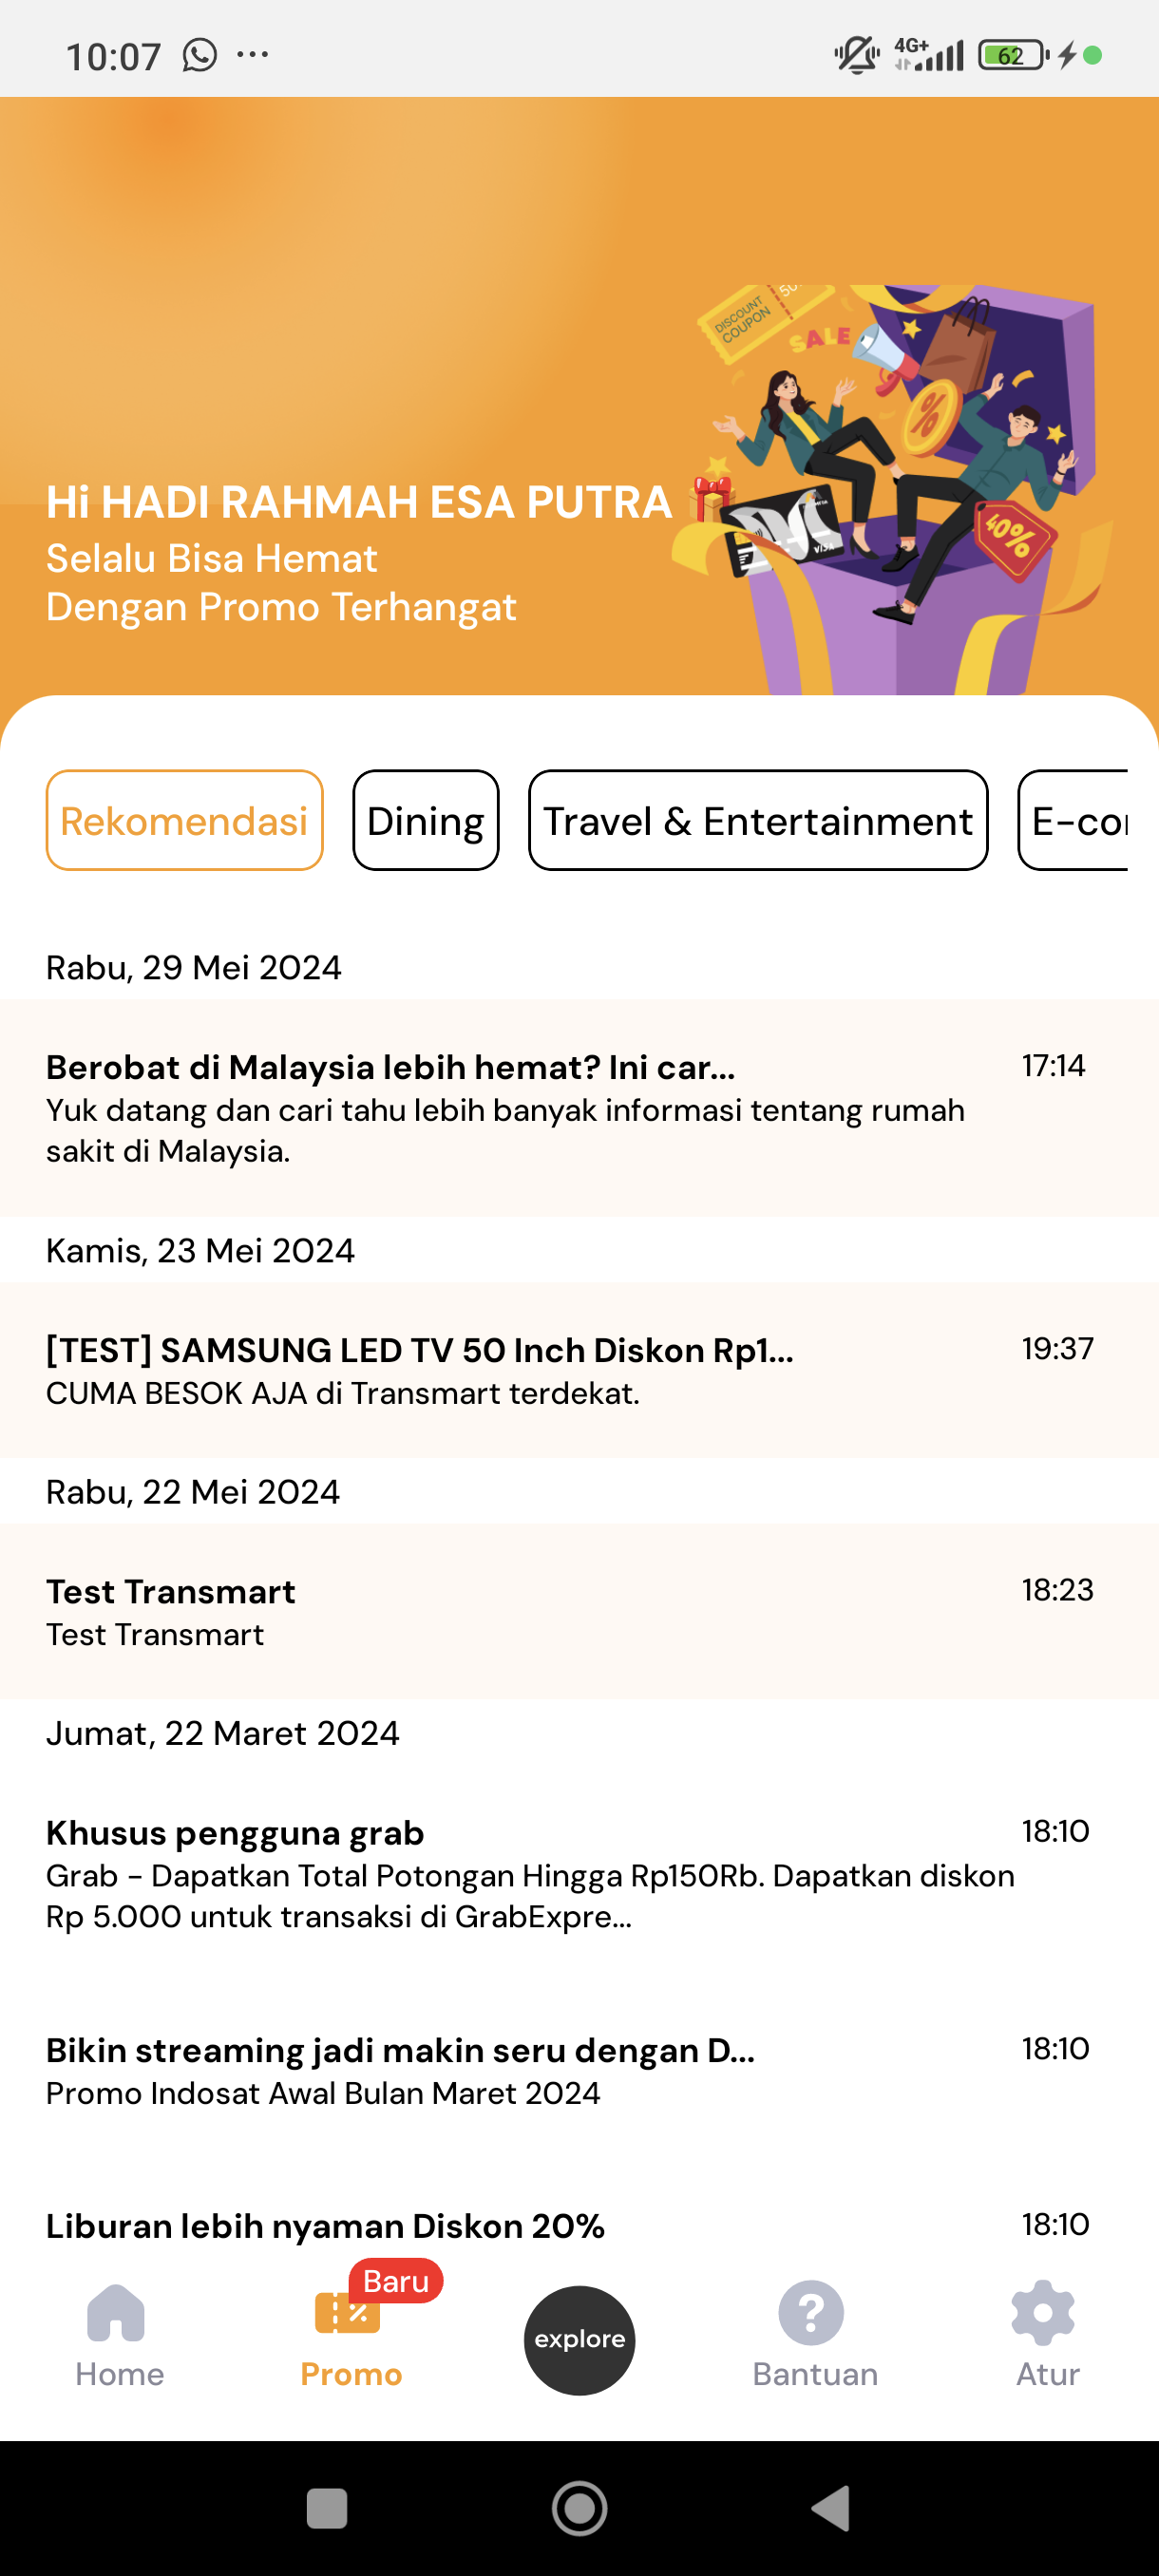 10:07
4G+
62
DISCOUNT
COUPON
SALE
%
40%
VISA
Hi HADI RAHMAH ESA PUTRA
Selalu Bisa Hemat
Dengan Promo Terhangat
Rekomendasi
Dining
Travel & Entertainment
Rabu, 29 Mei 2024
Berobat di Malaysia lebih hemat? Ini car...
17:14
Yuk datang dan cari tahu lebih banyak informasi tentang rumah
sakit di Malaysia.
Kamis, 23 Mei 2024
[TEST] SAMSUNG LED TV 50 Inch Diskon Rp1...
19:37
CUMA BESOK AJA di Transmart terdekat.
Rabu, 22 Mei 2024
Test Transmart
18:23
Test Transmart
Jumat, 22 Maret 2024
Khusus pengguna grab
18:10
Grab - Dapatkan Total Potongan Hingga Rp150Rb. Dapatkan diskon
Rp 5.000 untuk transaksi di GrabExpre...
Bikin streaming jadi makin seru dengan D...
18:10
Promo Indosat Awal Bulan Maret 2024
Liburan lebih nyaman Diskon 20%
18:10
Baru
Home
Promo
explore
Bantuan
Atur